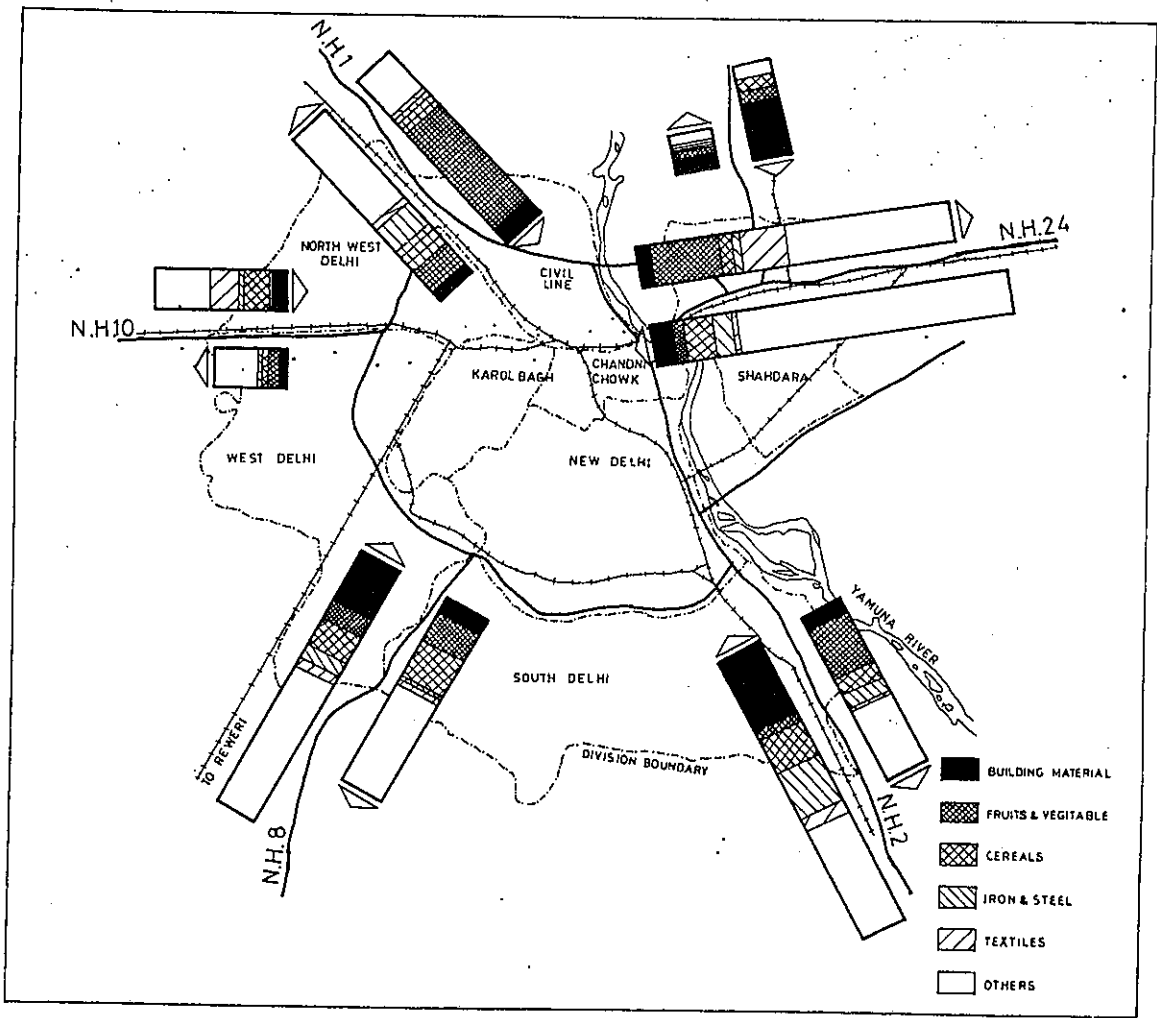 N.H.1
N.H.24
NORTH WEST
DELHI
CIVIL
LINE
N.H.10
KAROL BAGH
CHANDNI
CHOWK
SHAHDARA
WEST DELHI
NEW DELHI
YAMUNA RIVER
SOUTH DELHI
TO REWERI
DIVISION BOUNDARY
N.H.8
N.H.2
BUILDING MATERIAL
FRUITS & VEGITABLE
CEREALS
IRON & STEEL
TEXTILES
OTHERS